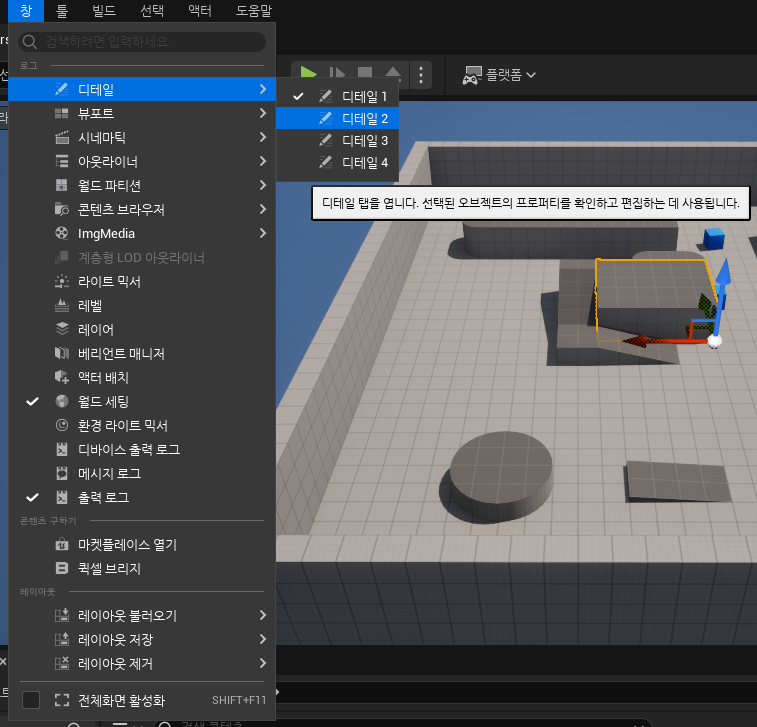 창 툴 빌드 선택 액터 도움말
검색하려면 입력하세요.
로그
플랫폼
디테일
디테일 1
뷰포트
디테일 2
시네마틱
디테일 3
아웃라이너
디테일 4
월드 파티션
디테일 탭을 엽니다. 선택된 오브젝트의 프로퍼티를 확인하고 편집하는 데 사용됩니다.
콘텐츠 브라우저
ImgMedia
계층형 LOD 아웃라이너
라이트 믹서
레벨
레이어
베리언트 매니저
액터 배치
월드 세팅
환경 라이트 믹서
디바이스 출력 로그
메시지 로그
출력 로그
콘텐츠 구하기
마켓플레이스 열기
퀵셀 브리지
레이아웃
레이아웃 불러오기
레이아웃 저장
레이아웃 제거
전체화면 활성화 SHIFT+F11